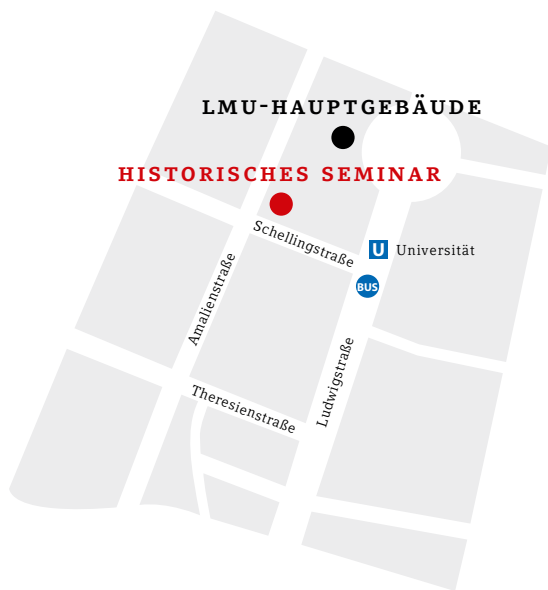 LMU-HAUPTGEBÄUDE
HISTORISCHES SEMINAR
Schellingstraße
U Universität
BUS
Amalienstraße
Ludwigstraße
Theresienstraße